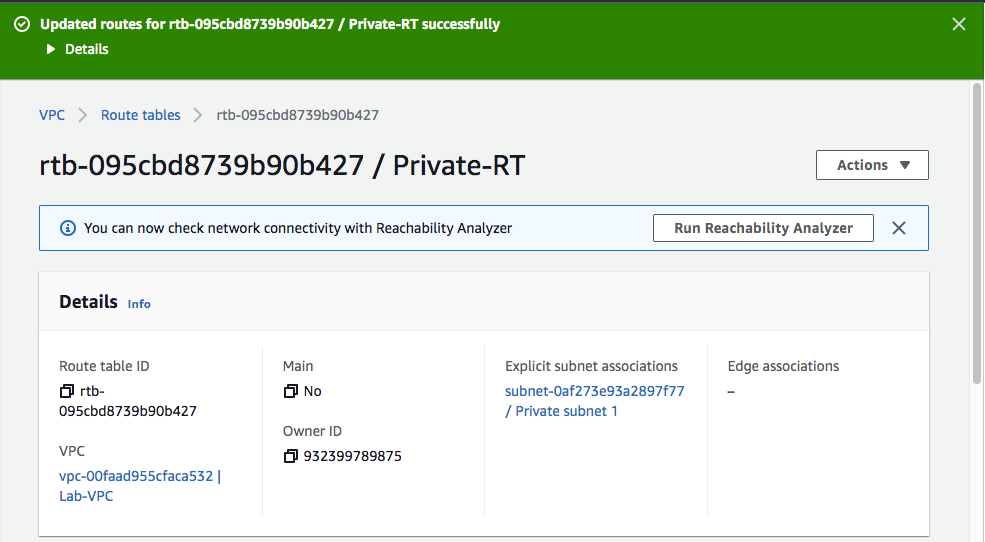 Updated routes for rtb-095cbd8739b90b427 / Private-RT successfully
Details
VPC > Route tables > rtb-095cbd8739b90b427
rtb-095cbd8739b90b427 / Private-RT
Actions
You can now check network connectivity with Reachability Analyzer
Run Reachability Analyzer
Details Info
Route table ID
rtb-
095cbd8739b90b427
VPC
vpc-00faad955cfaca532 |
Lab-VPC
Main
No
Owner ID
932399789875
Explicit subnet associations
subnet-0af273e93a2897f77
/ Private subnet 1
Edge associations
–